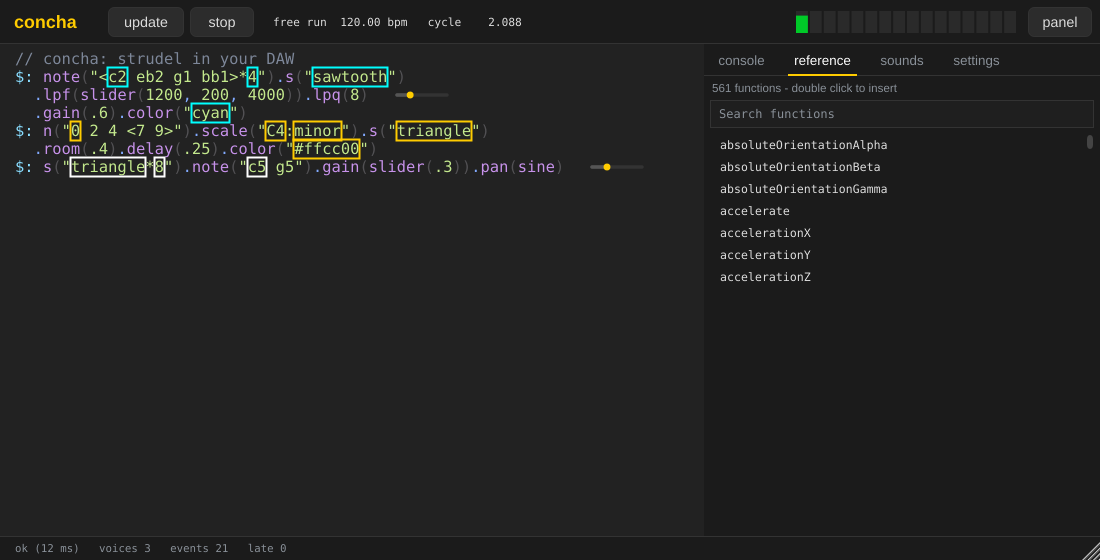 concha update stop free run 120.00 bpm cycle 2.088 panel
// concha: strudel in your DAW
$: note("<c2 eb2 g1 bb1>*4").s("sawtooth")
.lpf(slider(1200, 200, 4000)).lpq(8)
.gain(.6).color("cyan")
$: n("0 2 4 <7 9>").scale("C4:minor").s("triangle")
.room(.4).delay(.25).color("#ffcc00")
$: s("triangle*8").note("c5 g5").gain(slider(.3)).pan(sine)
console reference sounds settings
561 functions - double click to insert
Search functions
absoluteOrientationAlpha
absoluteOrientationBeta
absoluteOrientationGamma
accelerate
accelerationX
accelerationY
accelerationZ
ok (12 ms) voices 3 events 21 late 0